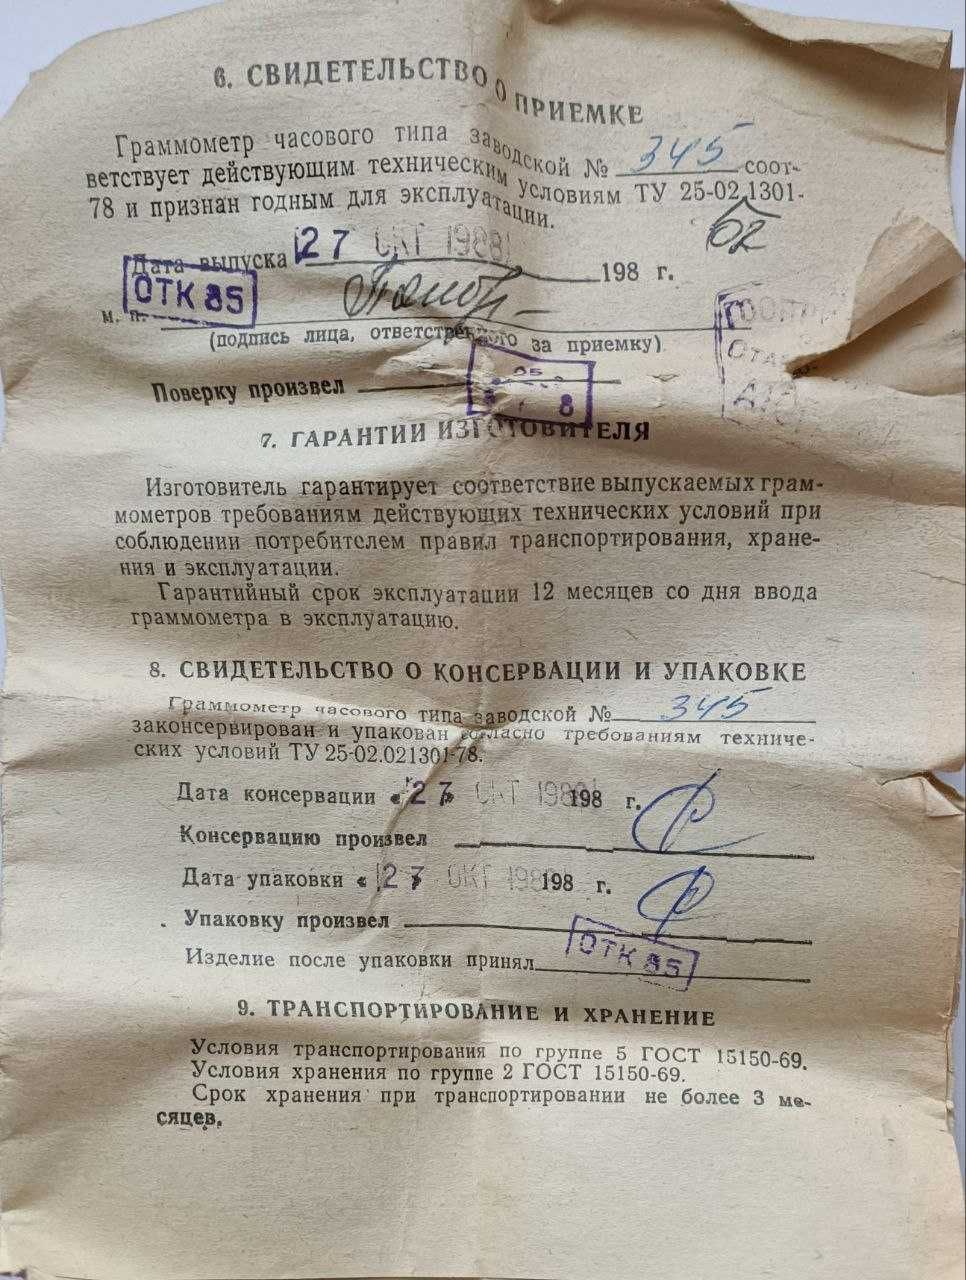 6. СВИДЕТЕЛЬСТВО О ПРИЕМКЕ
Граммометр часового типа заводской № 345 соот-
ветствует действующим техническим условиям ТУ 25-02.1301-
02
78 и признан годным для эксплуатации.
Дата выпуска 27 ОКТ 1988 198 г.
ОТК 85
м. п.
(подпись лица, ответственного за приемку)
Поверку произвел
8
7. ГАРАНТИИ ИЗГОТОВИТЕЛЯ
Изготовитель гарантирует соответствие выпускаемых грам-
мометров требованиям действующих технических условий при
соблюдении потребителем правил транспортирования, хране-
ния и эксплуатации.
Гарантийный срок эксплуатации 12 месяцев со дня ввода
граммометра в эксплуатацию.
8. СВИДЕТЕЛЬСТВО О КОНСЕРВАЦИИ И УПАКОВКЕ
Граммометр часового типа заводской № 345
законсервирован и упакован согласно требованиям техниче-
ских условий ТУ 25-02.021301-78.
Дата консервации « 27 » ОКТ 1988 198 г.
Консервацию произвел
Дата упаковки « 27 » ОКТ 198 198 г.
Упаковку произвел
Изделие после упаковки принял ОТК 85
9. ТРАНСПОРТИРОВАНИЕ И ХРАНЕНИЕ
Условия транспортирования по группе 5 ГОСТ 15150-69.
Условия хранения по группе 2 ГОСТ 15150-69.
Срок хранения при транспортировании не более 3 ме-
сяцев.